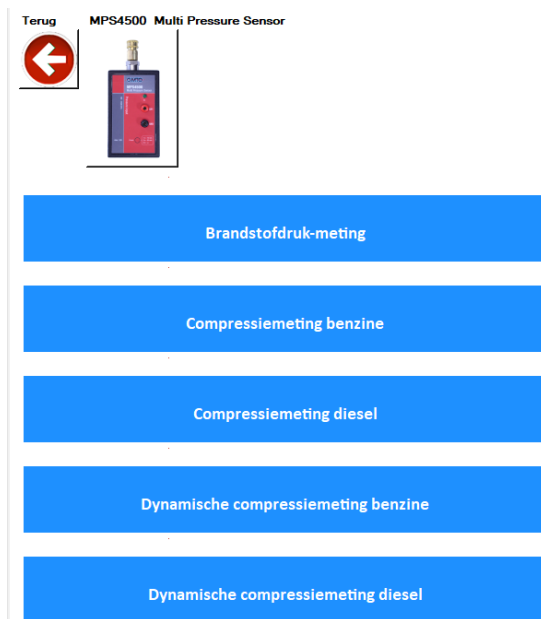 Terug MPS4500 Multi Pressure Sensor
Brandstofdruk-meting
Compressiemeting benzine
Compressiemeting diesel
Dynamische compressiemeting benzine
Dynamische compressiemeting diesel